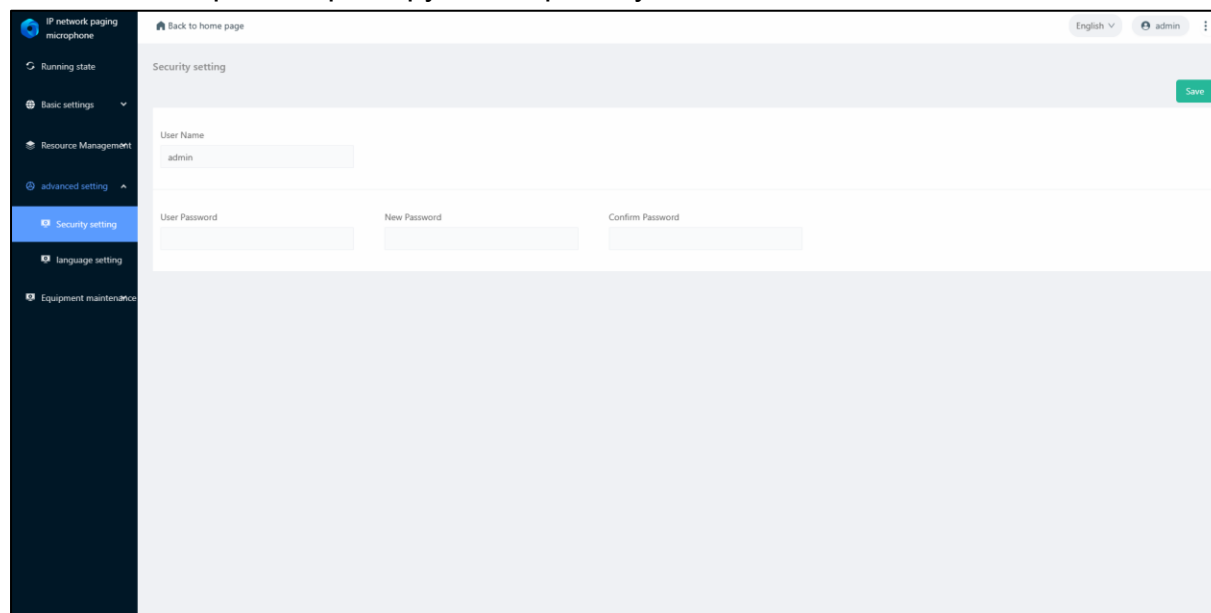 IP network paging
microphone
Back to home page
English
admin
Running state
Security setting
Save
Basic settings
User Name
Resource Management
admin
advanced setting
User Password
New Password
Confirm Password
Security setting
language setting
Equipment maintenance